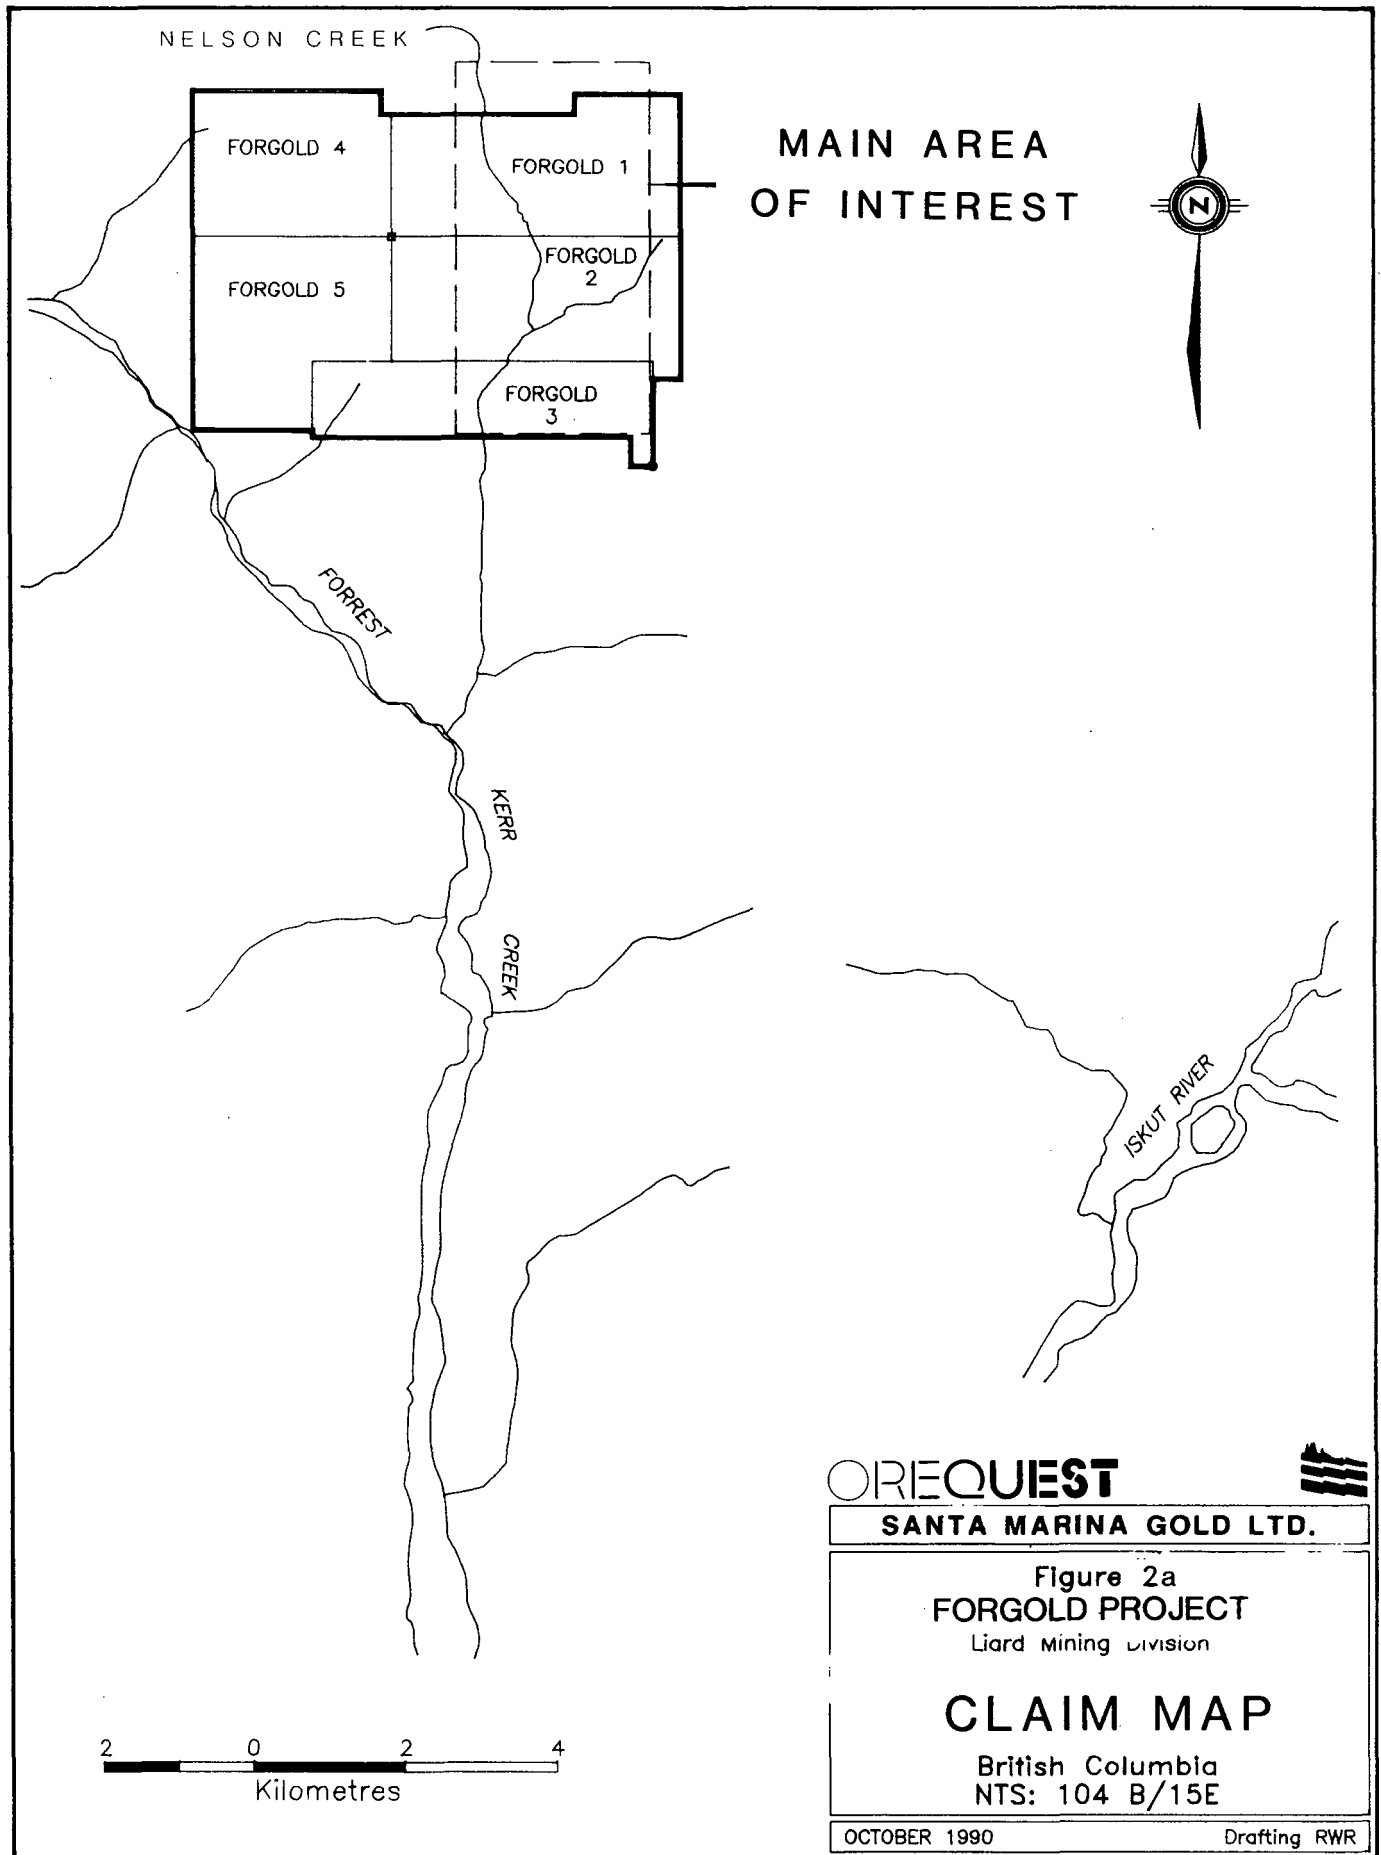 NELSON CREEK
FORGOLD 4
FORGOLD 1
MAIN AREA
OF INTEREST
N
FORGOLD
2
FORGOLD 5
FORGOLD
3
FORREST
KERR
CREEK
ISKUT RIVER
OREQUEST
SANTA MARINA GOLD LTD.
Figure 2a
FORGOLD PROJECT
Liard Mining Division
CLAIM MAP
British Columbia
NTS: 104 B/15E
OCTOBER 1990 Drafting RWR
2 0 2 4
Kilometres